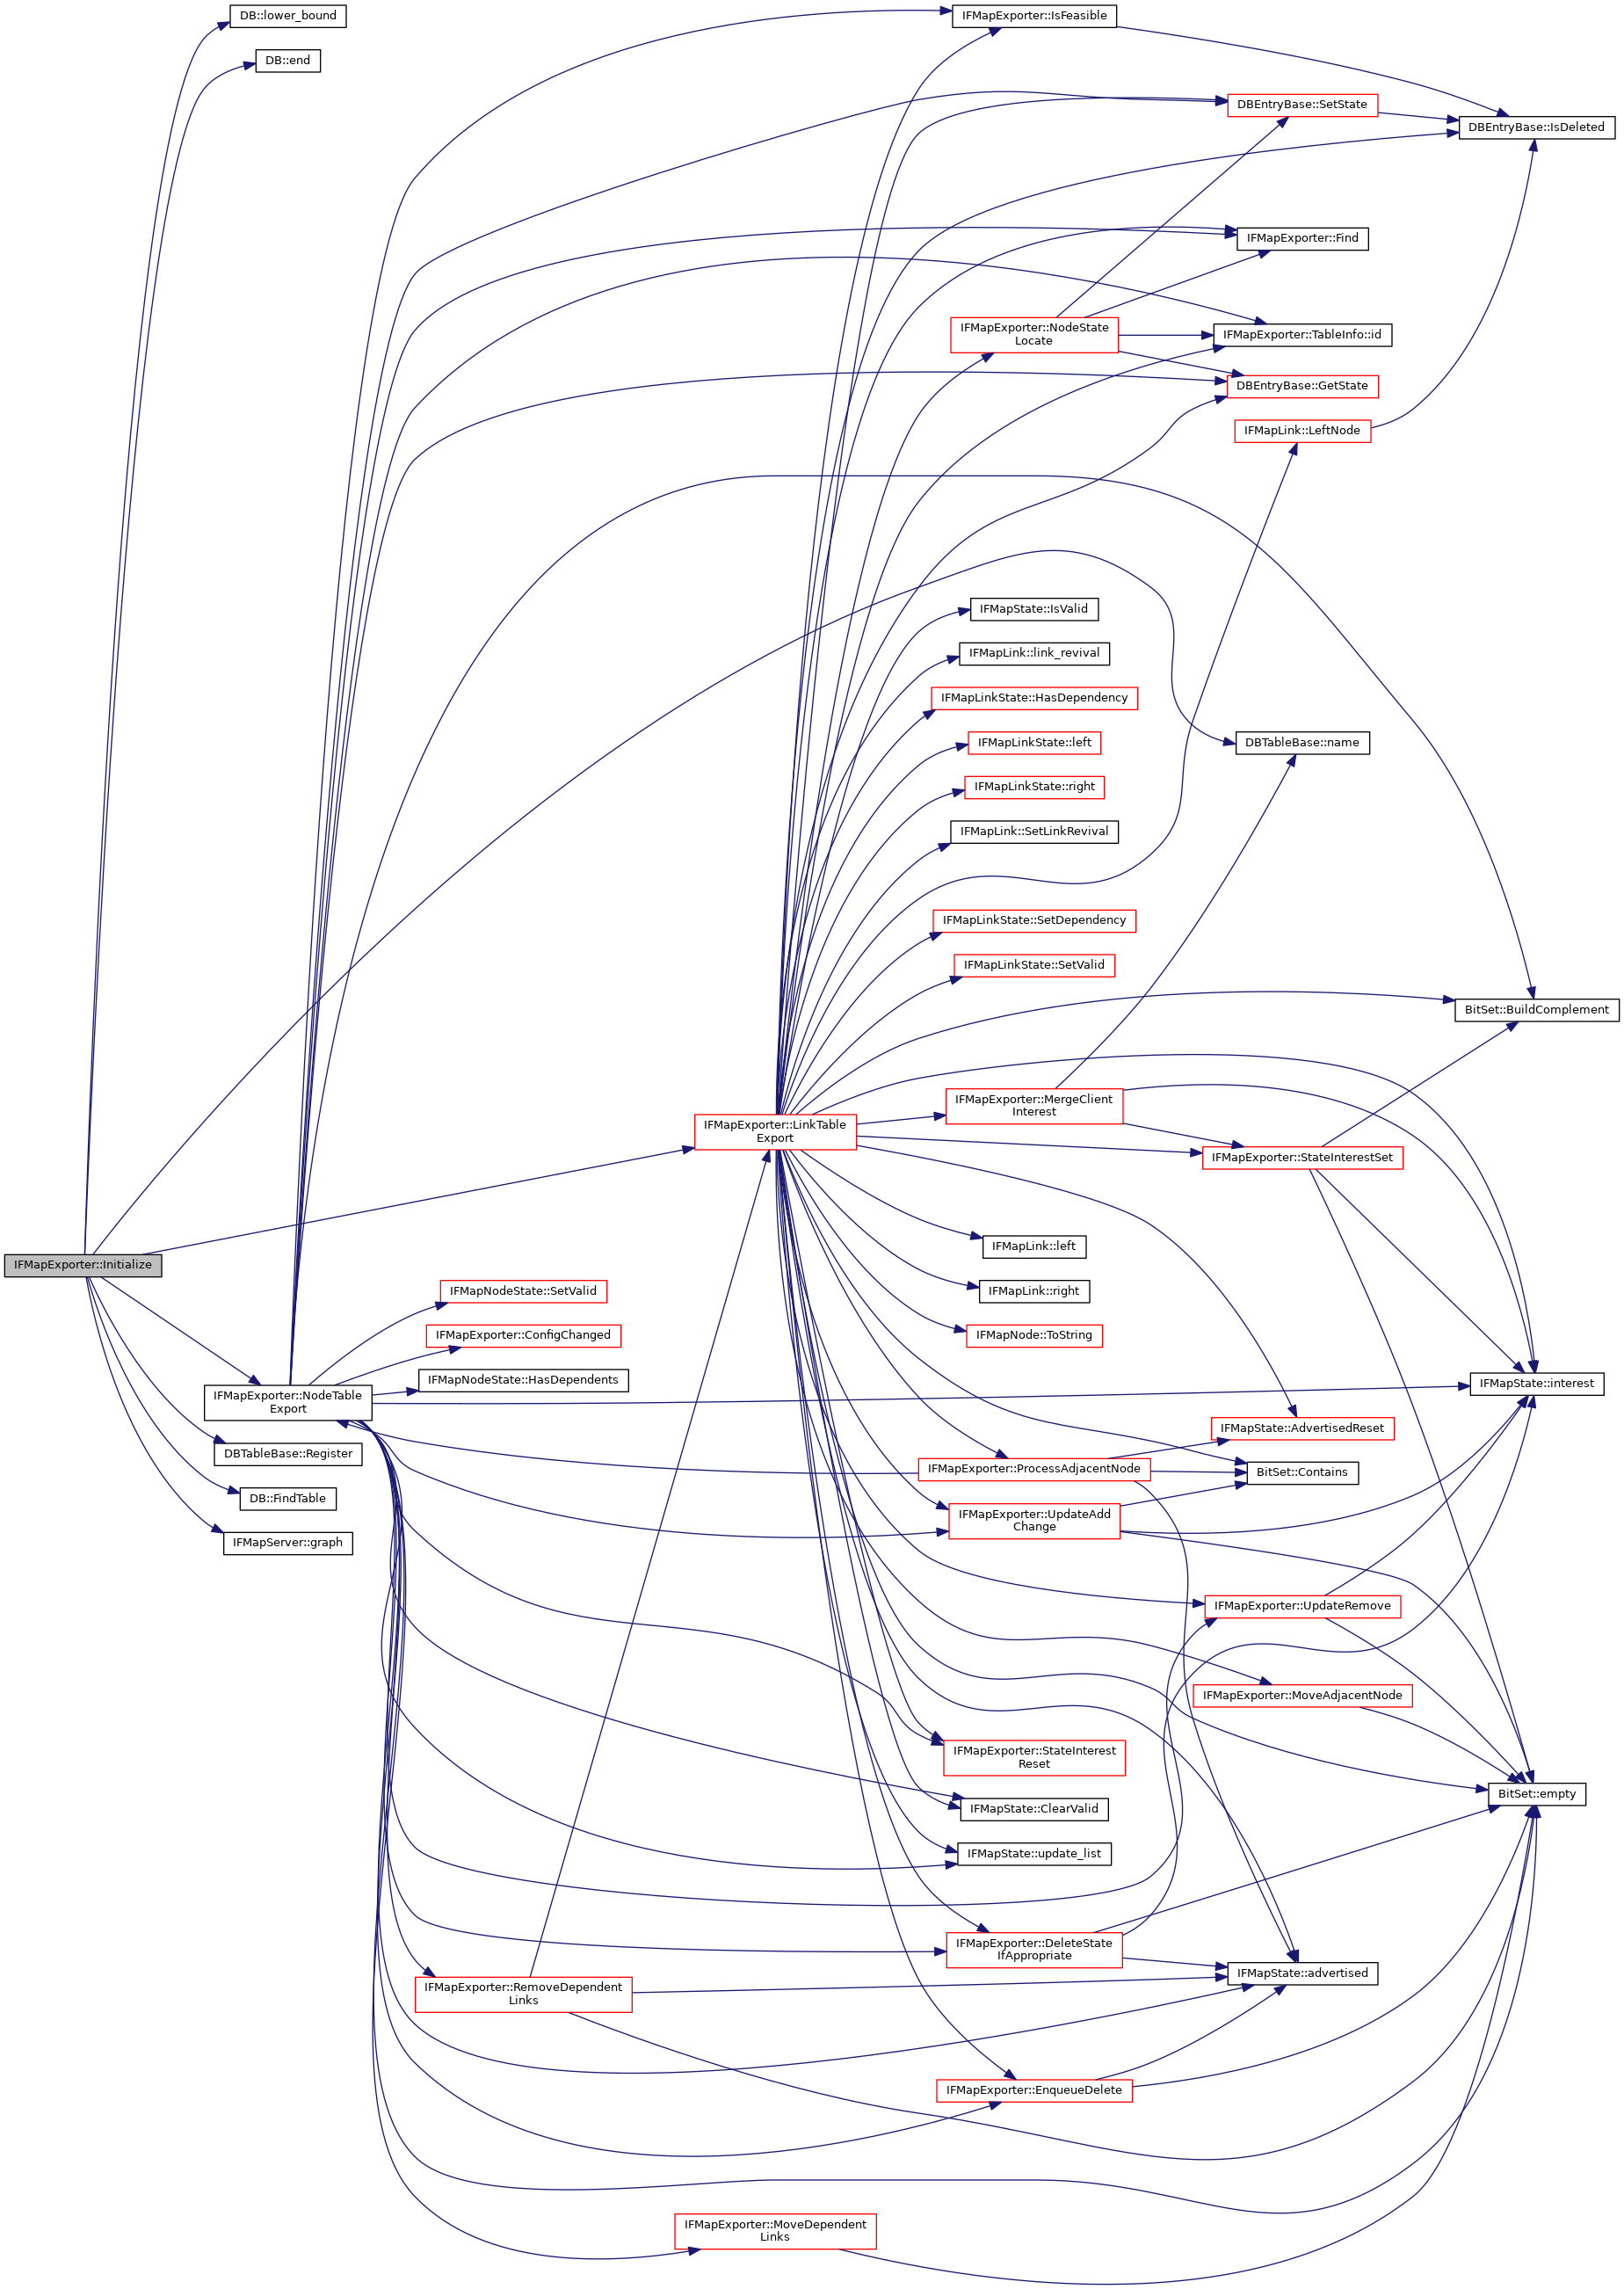 DB::lower_bound
IFMapExporter::IsFeasible
DB::end
DBEntryBase::SetState
DBEntryBase::IsDeleted
IFMapExporter::Find
IFMapExporter::NodeState
Locate
IFMapExporter::TableInfo::id
DBEntryBase::GetState
IFMapLink::LeftNode
IFMapState::IsValid
IFMapLink::link_revival
IFMapLinkState::HasDependency
IFMapLinkState::left
DBTableBase::name
IFMapLinkState::right
IFMapLink::SetLinkRevival
IFMapLinkState::SetDependency
IFMapLinkState::SetValid
BitSet::BuildComplement
IFMapExporter::MergeClient
Interest
IFMapExporter::LinkTable
Export
IFMapExporter::StateInterestSet
IFMapLink::left
IFMapExporter::Initialize
IFMapLink::right
IFMapNodeState::SetValid
IFMapExporter::ConfigChanged
IFMapNode::ToString
IFMapNodeState::HasDependents
IFMapState::interest
IFMapExporter::NodeTable
Export
IFMapState::AdvertisedReset
DBTableBase::Register
IFMapExporter::ProcessAdjacentNode
BitSet::Contains
DB::FindTable
IFMapExporter::UpdateAdd
Change
IFMapServer::graph
IFMapExporter::UpdateRemove
IFMapExporter::MoveAdjacentNode
IFMapExporter::StateInterest
Reset
BitSet::empty
IFMapState::ClearValid
IFMapState::update_list
IFMapExporter::DeleteState
IfAppropriate
IFMapState::advertised
IFMapExporter::RemoveDependent
Links
IFMapExporter::EnqueueDelete
IFMapExporter::MoveDependent
Links